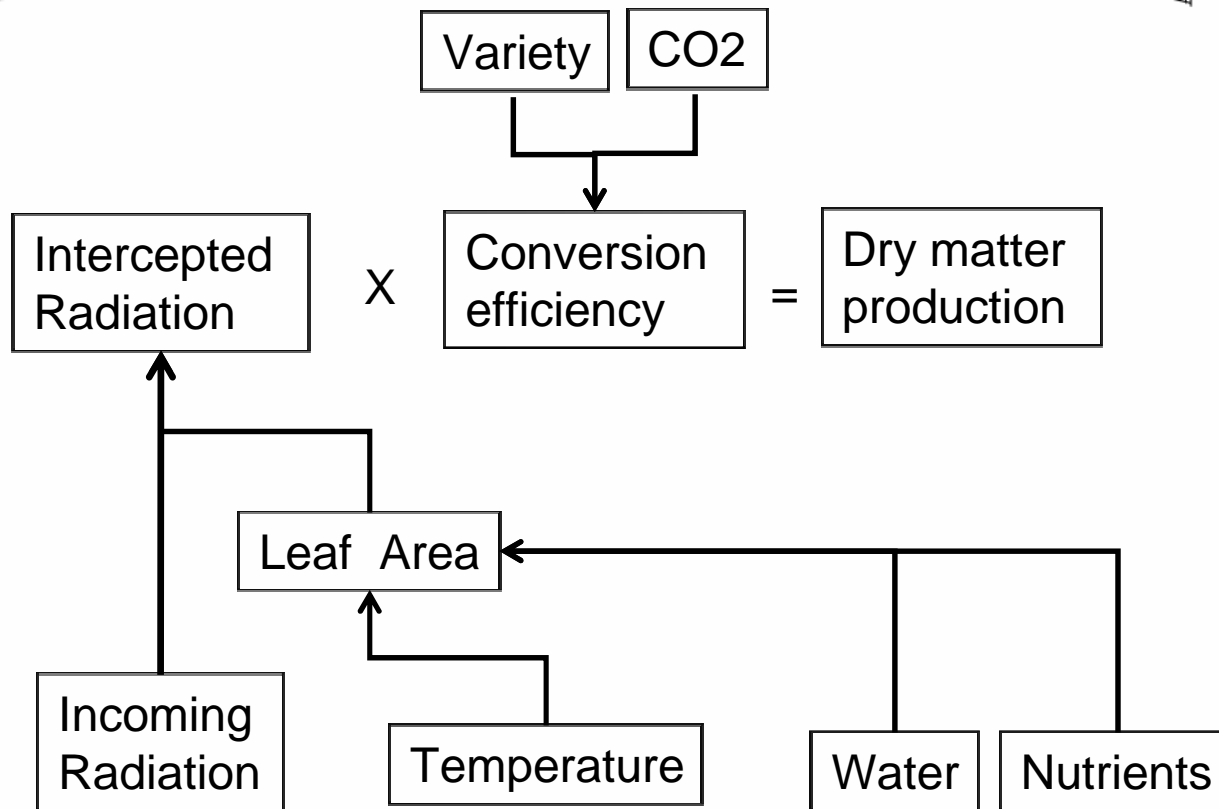 Variety CO2
Intercepted
Radiation
X
Conversion
efficiency
=
Dry matter
production
Leaf Area
Incoming
Radiation
Temperature
Water
Nutrients